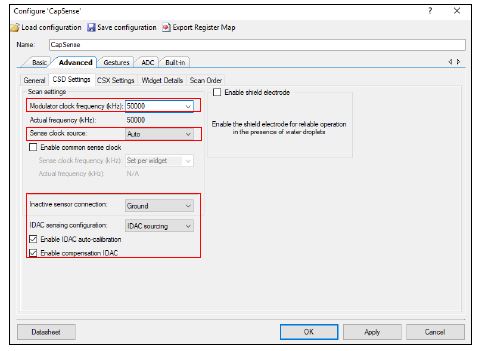 Configure 'CapSense'
? X
Load configuration Save configuration Export Register Map
Name: CapSense
Basic Advanced Gestures ADC Built-in
General CSD Settings CSX Settings Widget Details Scan Order
Scan settings
Modulator clock frequency (kHz): 50000
Actual frequency (kHz): 50000
Sense clock source: Auto
Enable common sense clock
Sense clock frequency (kHz): Set per widget
Actual frequency (kHz): N/A
Inactive sensor connection: Ground
IDAC sensing configuration: IDAC sourcing
Enable IDAC auto-calibration
Enable compensation IDAC
Enable shield electrode
Enable the shield electrode for reliable operation
in the presence of water droplets
Datasheet OK Apply Cancel